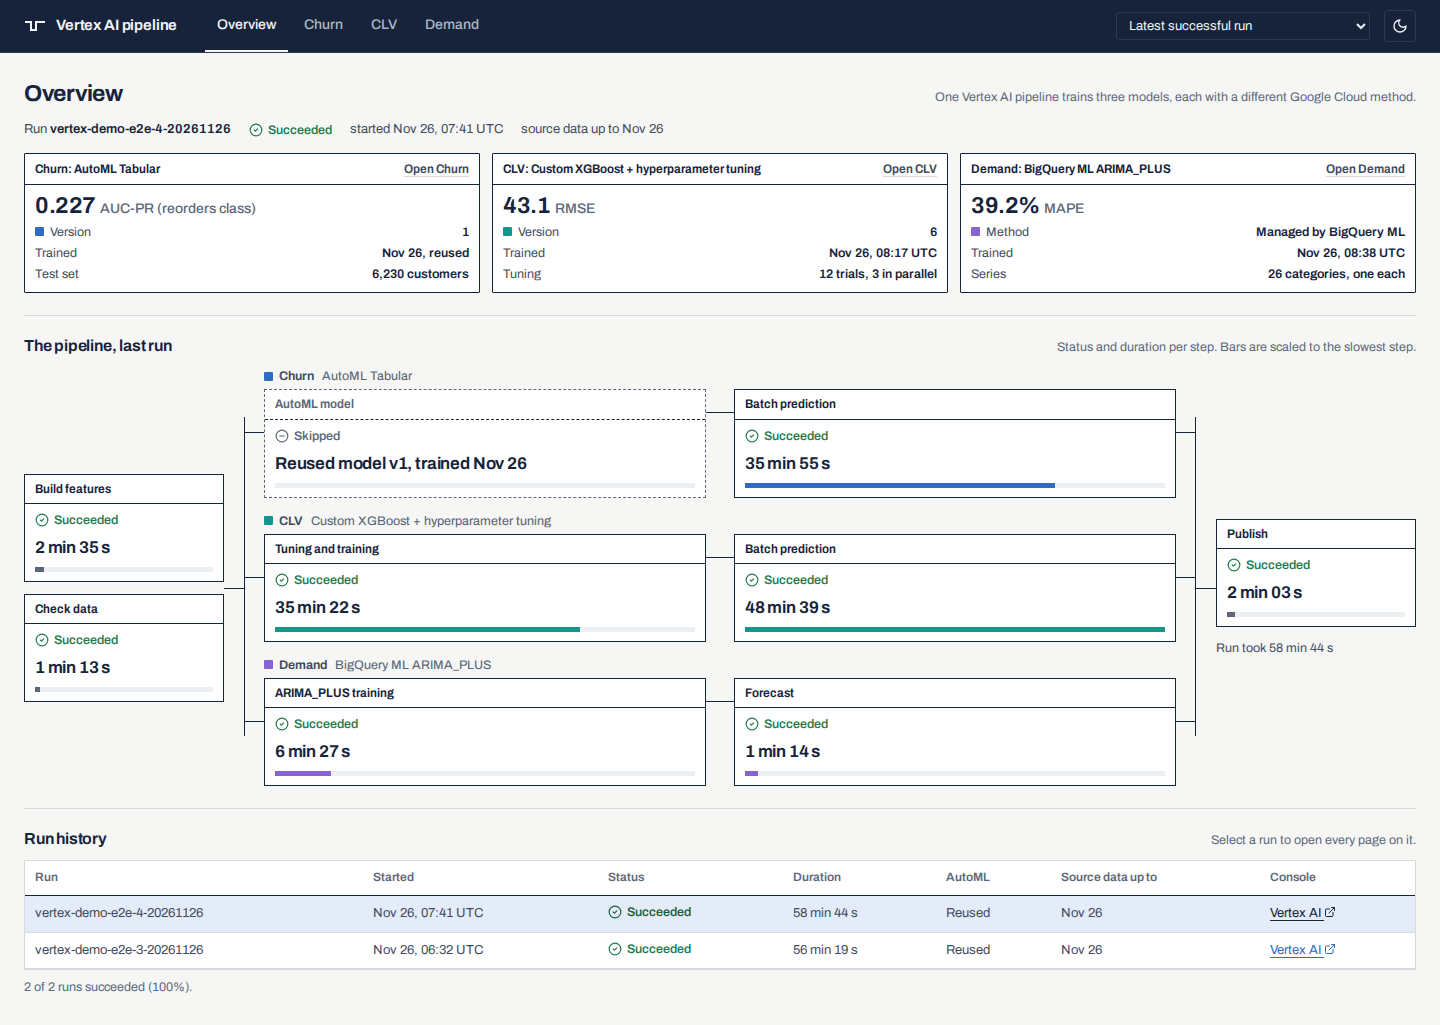 Vertex AI pipeline
Overview
Churn
CLV
Demand
Latest successful run
Overview
One Vertex AI pipeline trains three models, each with a different Google Cloud method.
Run vertex-demo-e2e-4-20261126
Succeeded
started Nov 26, 07:41 UTC
source data up to Nov 26
Churn: AutoML Tabular
Open Churn
0.227 AUC-PR (reorders class)
Version 1
Trained Nov 26, reused
Test set 6,230 customers
CLV: Custom XGBoost + hyperparameter tuning
Open CLV
43.1 RMSE
Version 6
Trained Nov 26, 08:17 UTC
Tuning 12 trials, 3 in parallel
Demand: BigQuery ML ARIMA_PLUS
Open Demand
39.2% MAPE
Method Managed by BigQuery ML
Trained Nov 26, 08:38 UTC
Series 26 categories, one each
The pipeline, last run
Status and duration per step. Bars are scaled to the slowest step.
Build features
Succeeded
2 min 35 s
Check data
Succeeded
1 min 13 s
Churn AutoML Tabular
AutoML model
Skipped
Reused model v1, trained Nov 26
Batch prediction
Succeeded
35 min 55 s
CLV Custom XGBoost + hyperparameter tuning
Tuning and training
Succeeded
35 min 22 s
Batch prediction
Succeeded
48 min 39 s
Demand BigQuery ML ARIMA_PLUS
ARIMA_PLUS training
Succeeded
6 min 27 s
Forecast
Succeeded
1 min 14 s
Publish
Succeeded
2 min 03 s
Run took 58 min 44 s
Run history
Select a run to open every page on it.
Run Started Status Duration AutoML Source data up to Console
vertex-demo-e2e-4-20261126 Nov 26, 07:41 UTC Succeeded 58 min 44 s Reused Nov 26 Vertex AI
vertex-demo-e2e-3-20261126 Nov 26, 06:32 UTC Succeeded 56 min 19 s Reused Nov 26 Vertex AI
2 of 2 runs succeeded (100%).